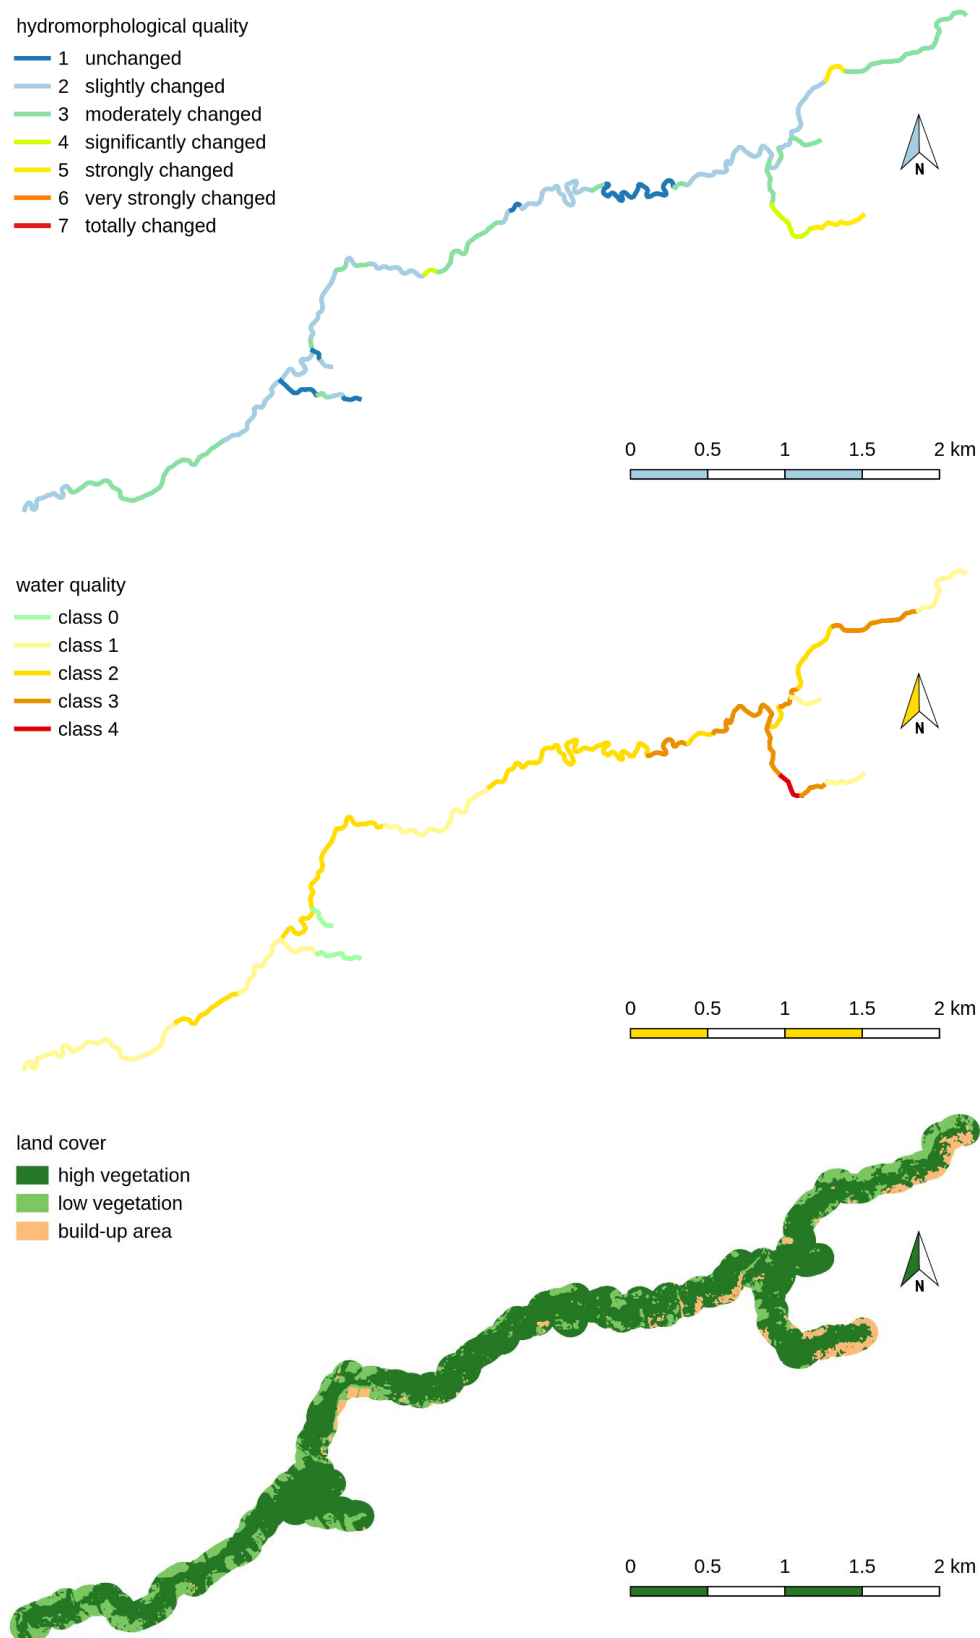 hydromorphological quality
1 unchanged
2 slightly changed
3 moderately changed
4 significantly changed
5 strongly changed
6 very strongly changed
7 totally changed
N
0 0.5 1 1.5 2 km
water quality
class 0
class 1
class 2
class 3
class 4
N
0 0.5 1 1.5 2 km
land cover
high vegetation
low vegetation
build-up area
N
0 0.5 1 1.5 2 km